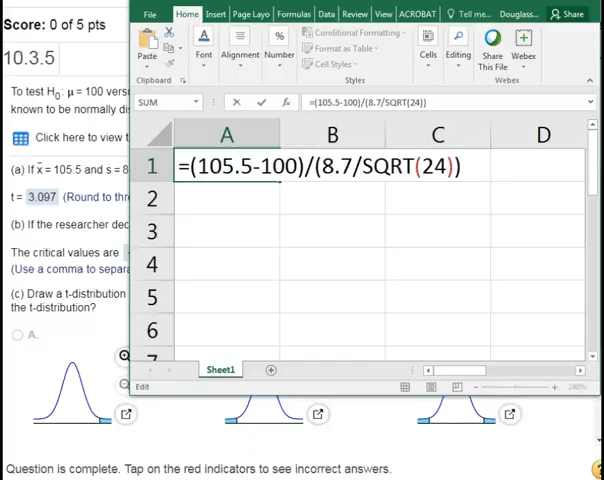 Score: 0 of 5 pts
10.3.5
To test H0: μ = 100 versu
known to be normally dis
Click here to view t
(a) If x̄ = 105.5 and s = 8
t = 3.097 (Round to thre
(b) If the researcher dec
The critical values are
(Use a comma to separa
(c) Draw a t-distribution
the t-distribution?
A.
Question is complete. Tap on the red indicators to see incorrect answers.
File Home Insert Page Layo Formulas Data Review View ACROBAT Tell me... Douglass... Share
Paste Font Alignment Number Conditional Formatting Format as Table Cell Styles Cells Editing Share This File Webex
Clipboard Styles Webex
SUM =(105.5-100)/(8.7/SQRT(24))
A B C D
1 =(105.5-100)/(8.7/SQRT(24))
2
3
4
5
6
7
Sheet1
Edit 240%